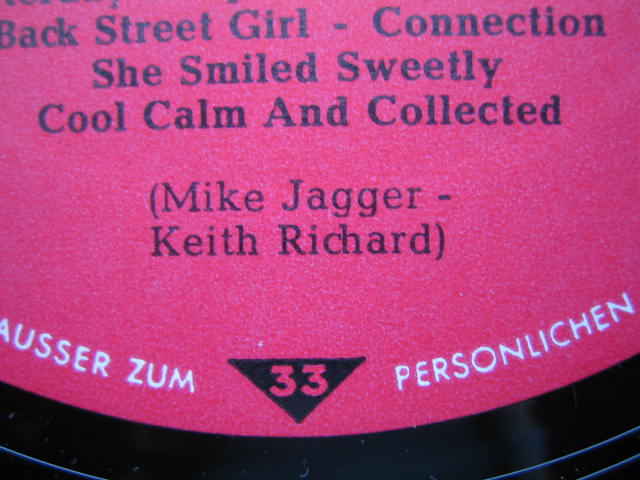 Back Street Girl - Connection
She Smiled Sweetly
Cool Calm And Collected
(Mike Jagger -
Keith Richard)
AUSSER ZUM 33 PERSONLICHEN